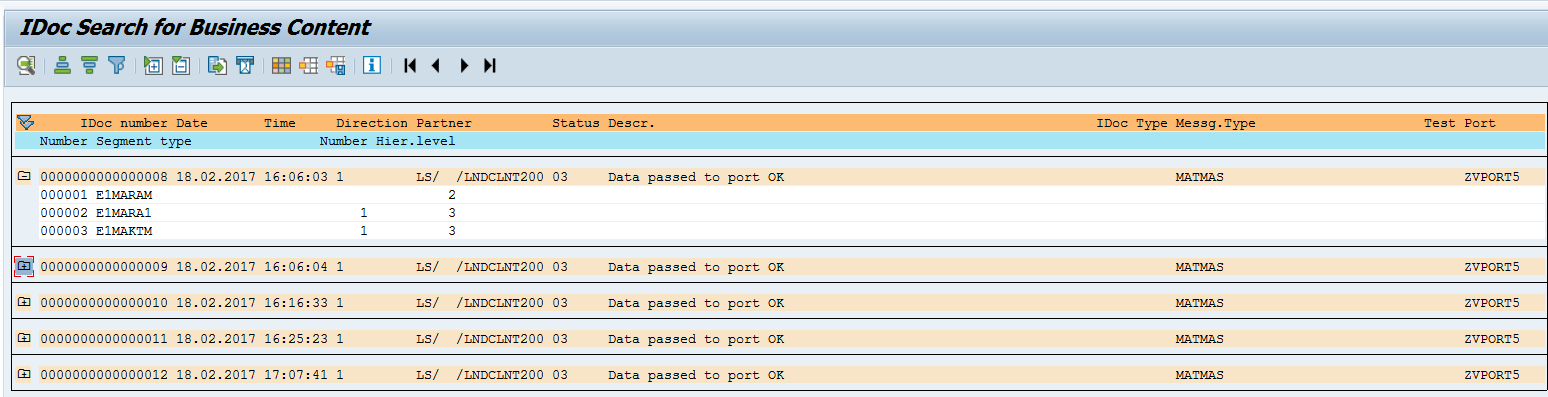 IDoc Search for Business Content
IDoc number Date Time Direction Partner Status Descr. IDoc Type Messg.Type Test Port
Number Segment type Number Hier.level
0000000000000008 18.02.2017 16:06:03 1 LS/ /LNDCLNT200 03 Data passed to port OK MATMAS ZVPORT5
000001 E1MARAM 2
000002 E1MARA1 1 3
000003 E1MAKTM 1 3
0000000000000009 18.02.2017 16:06:04 1 LS/ /LNDCLNT200 03 Data passed to port OK MATMAS ZVPORT5
0000000000000010 18.02.2017 16:16:33 1 LS/ /LNDCLNT200 03 Data passed to port OK MATMAS ZVPORT5
0000000000000011 18.02.2017 16:25:23 1 LS/ /LNDCLNT200 03 Data passed to port OK MATMAS ZVPORT5
0000000000000012 18.02.2017 17:07:41 1 LS/ /LNDCLNT200 03 Data passed to port OK MATMAS ZVPORT5